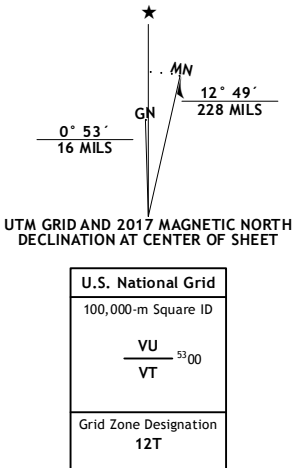 ★
MN
12° 49´
228 MILS
GN
0° 53´
16 MILS
UTM GRID AND 2017 MAGNETIC NORTH
DECLINATION AT CENTER OF SHEET
U.S. National Grid
100,000-m Square ID
VU
5300
VT
Grid Zone Designation
12T